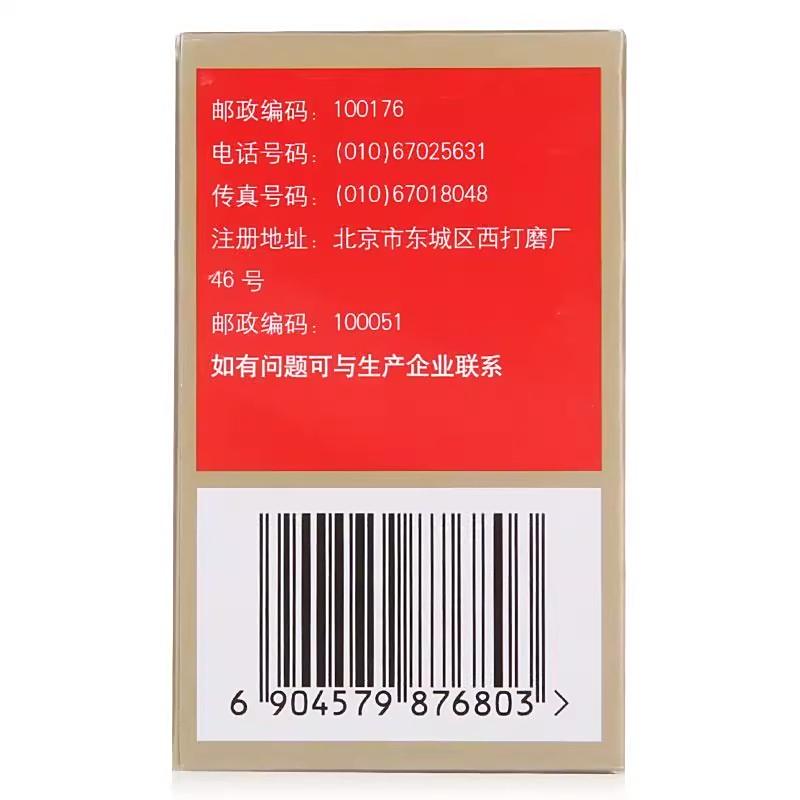 邮政编码：100176
电话号码：(010)67025631
传真号码：(010)67018048
注册地址：北京市东城区西打磨厂
46 号
邮政编码：100051
如有问题可与生产企业联系
6 904579 876803 >